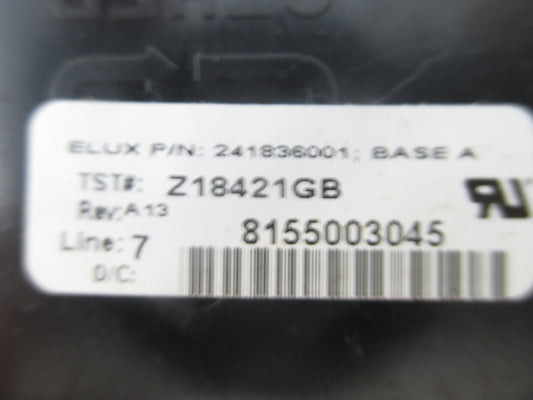 ELUX P/N: 241836001; BASE A
TST#: Z18421GB
Rev:A13
Line: 7 8155003045
D/C: